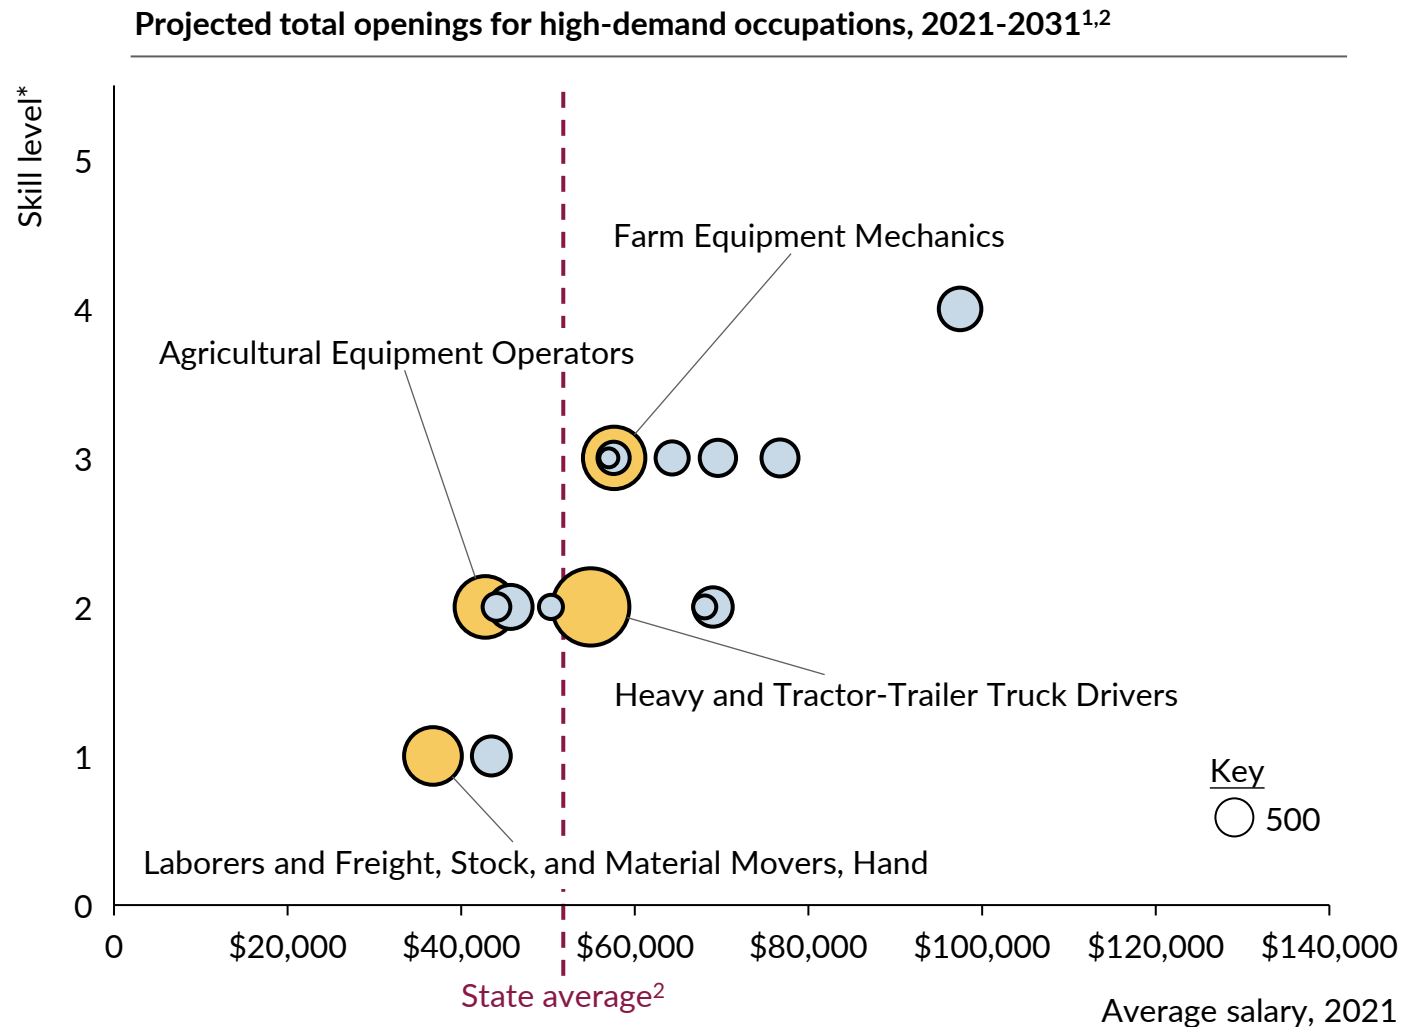 Projected total openings for high-demand occupations, 2021-2031¹,²
Skill level*
5
Farm Equipment Mechanics
4
Agricultural Equipment Operators
3
2
Heavy and Tractor-Trailer Truck Drivers
1
Key
500
Laborers and Freight, Stock, and Material Movers, Hand
0
0 $20,000 $40,000 $60,000 $80,000 $100,000 $120,000 $140,000
State average²
Average salary, 2021